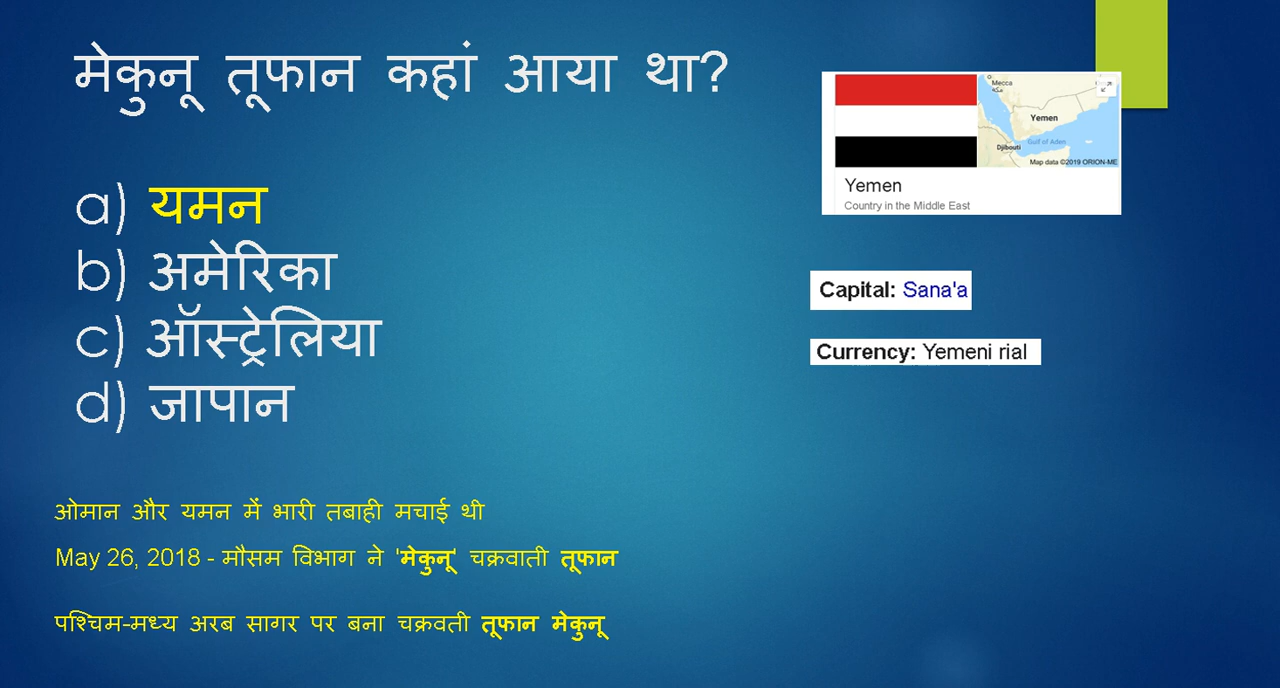 मेकुनू तूफान कहां आया था?
a) यमन
b) अमेरिका
c) ऑस्ट्रेलिया
d) जापान
ओमान और यमन में भारी तबाही मचाई थी
May 26, 2018 - मौसम विभाग ने 'मेकुनू' चक्रवाती तूफान
पश्चिम-मध्य अरब सागर पर बना चक्रवती तूफान मेकुनू
Mecca
مكة
Yemen
Gulf of Aden
Djibouti
Map data ©2019 ORION-ME
Yemen
Country in the Middle East
Capital: Sana'a
Currency: Yemeni rial